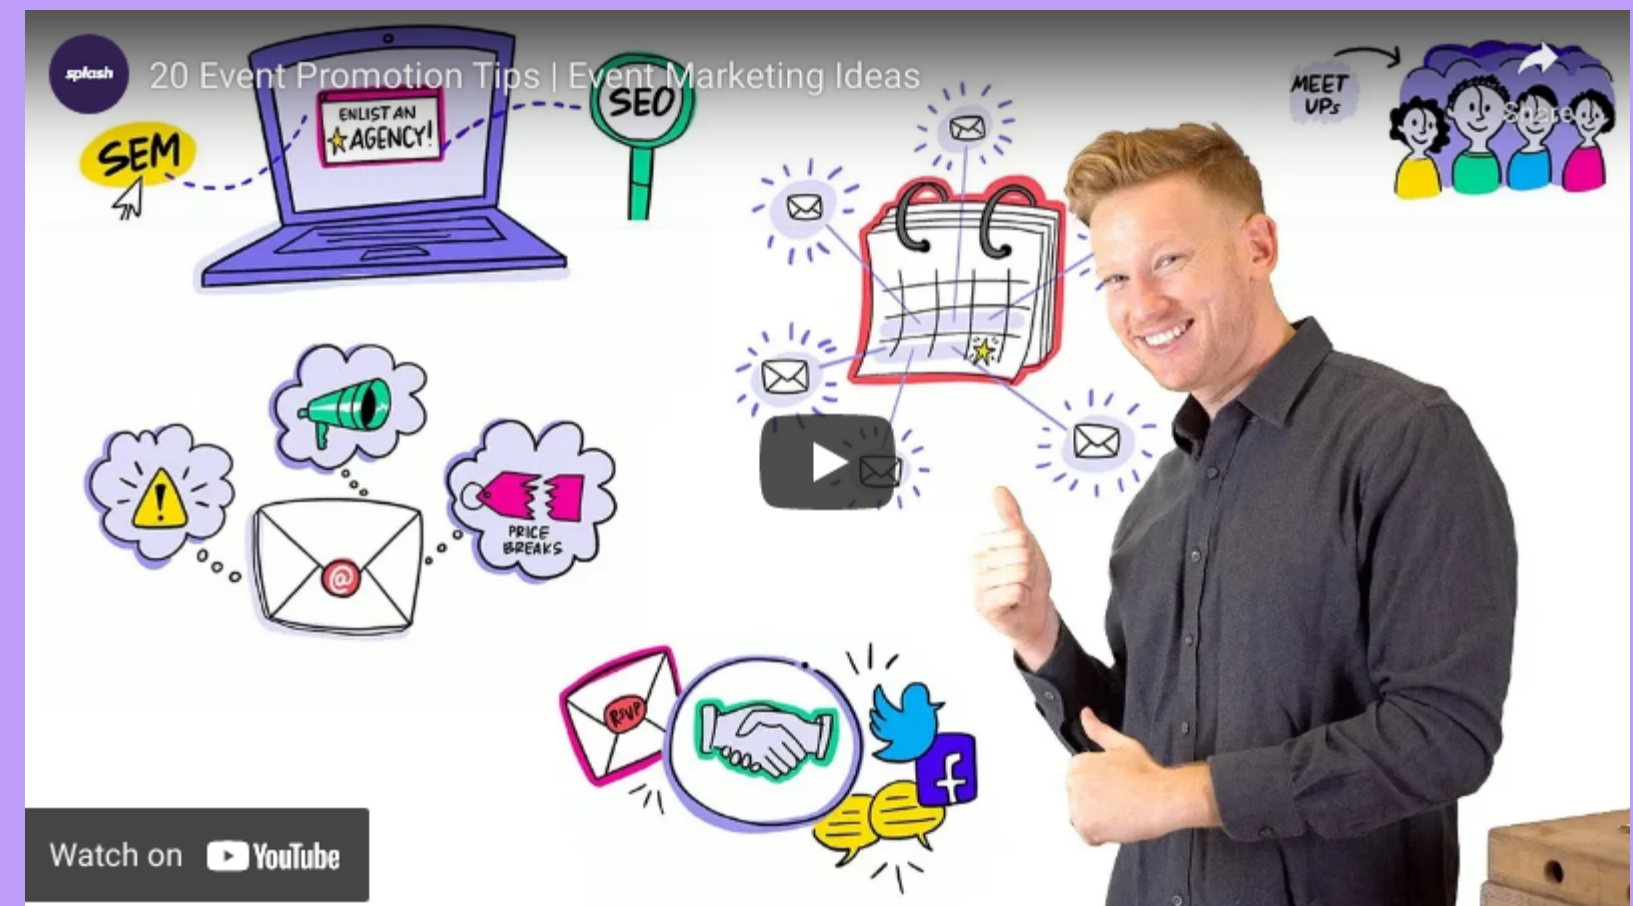 splash
20 Event Promotion Tips | Event Marketing Ideas
Share
SEM
ENLIST AN
AGENCY!
SEO
MEET
UPs
PRICE
BREAKS
@
RSVP
f
Watch on YouTube